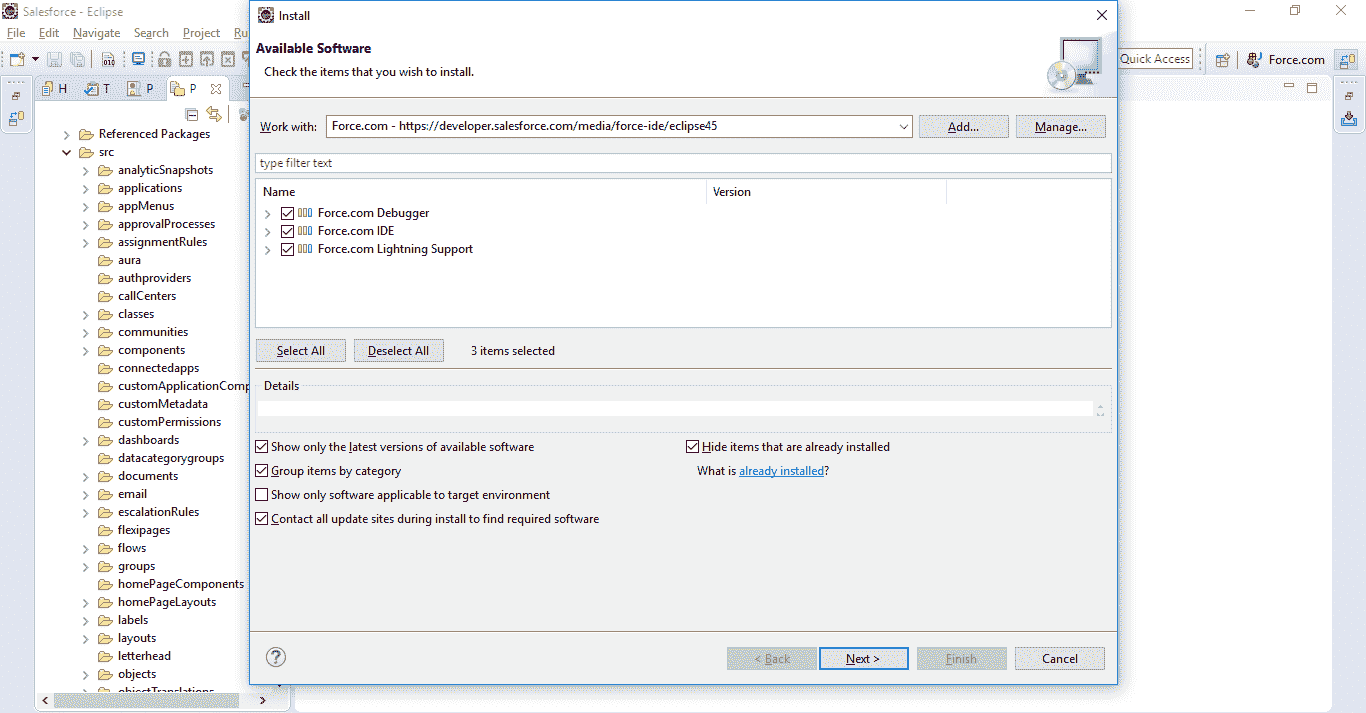 Salesforce - Eclipse
File Edit Navigate Search Project Ru
Quick Access
Force.com
H T P P
Referenced Packages
src
analyticSnapshots
applications
appMenus
approvalProcesses
assignmentRules
aura
authproviders
callCenters
classes
communities
components
connectedapps
customApplicationComp
customMetadata
customPermissions
dashboards
datacategorygroups
documents
email
escalationRules
flexipages
flows
groups
homePageComponents
homePageLayouts
labels
layouts
letterhead
objects
objectTranslations
Install
Available Software
Check the items that you wish to install.
Work with: Force.com - https://developer.salesforce.com/media/force-ide/eclipse45 Add... Manage...
type filter text
Name Version
Force.com Debugger
Force.com IDE
Force.com Lightning Support
Select All Deselect All 3 items selected
Details
Show only the latest versions of available software Hide items that are already installed
Group items by category What is already installed?
Show only software applicable to target environment
Contact all update sites during install to find required software
? < Back Next > Finish Cancel